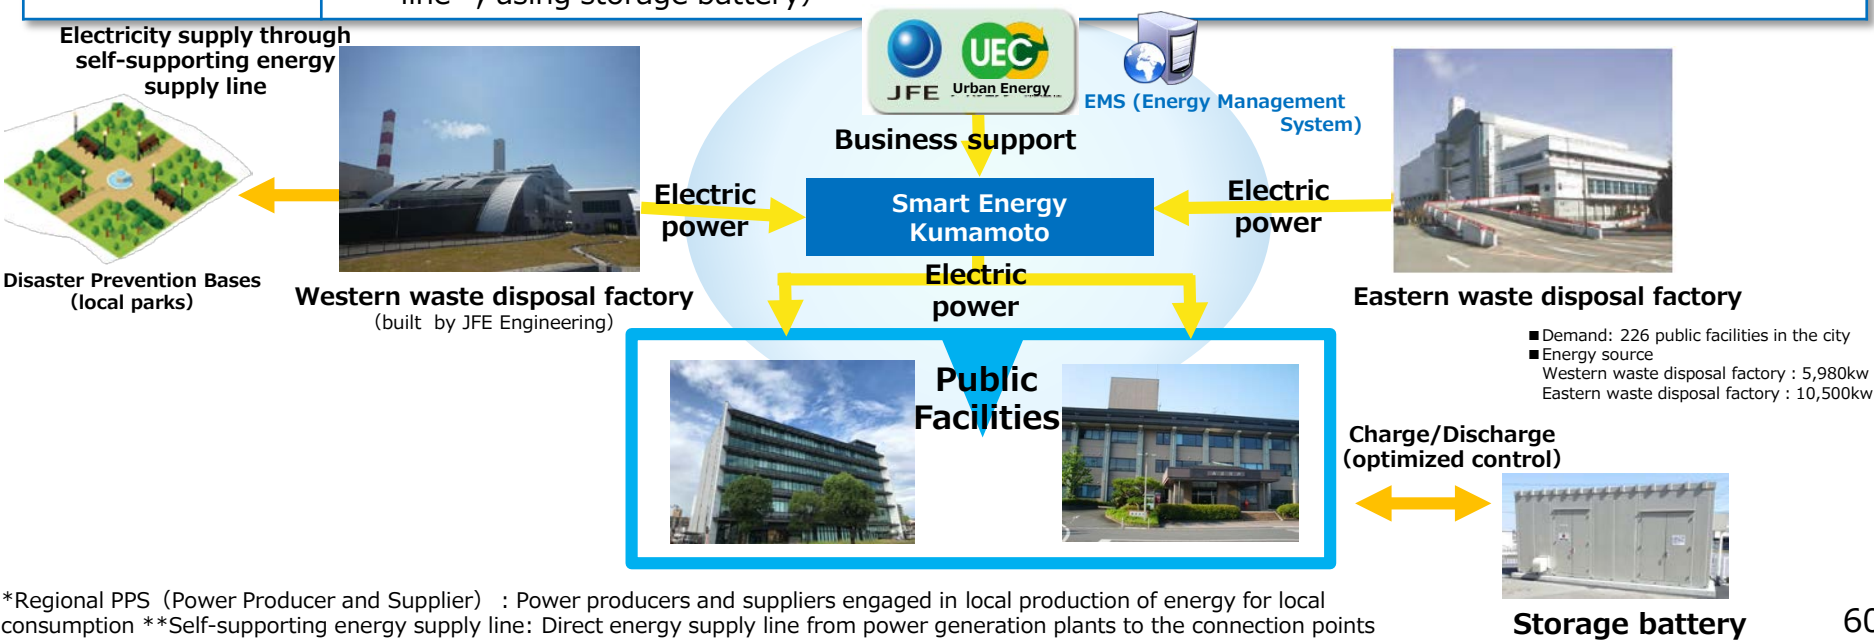 line**, using storage battery)
Electricity supply through
self-supporting energy
supply line
JFE
UEC
Urban Energy
EMS (Energy Management
System)
Business support
Electric
power
Smart Energy
Kumamoto
Electric
power
Electric
power
Disaster Prevention Bases
(local parks)
Western waste disposal factory
(built by JFE Engineering)
Eastern waste disposal factory
■Demand: 226 public facilities in the city
■Energy source
Western waste disposal factory : 5,980kw
Eastern waste disposal factory : 10,500kw
Public
Facilities
Charge/Discharge
(optimized control)
Storage battery
*Regional PPS (Power Producer and Supplier) : Power producers and suppliers engaged in local production of energy for local
consumption **Self-supporting energy supply line: Direct energy supply line from power generation plants to the connection points
60